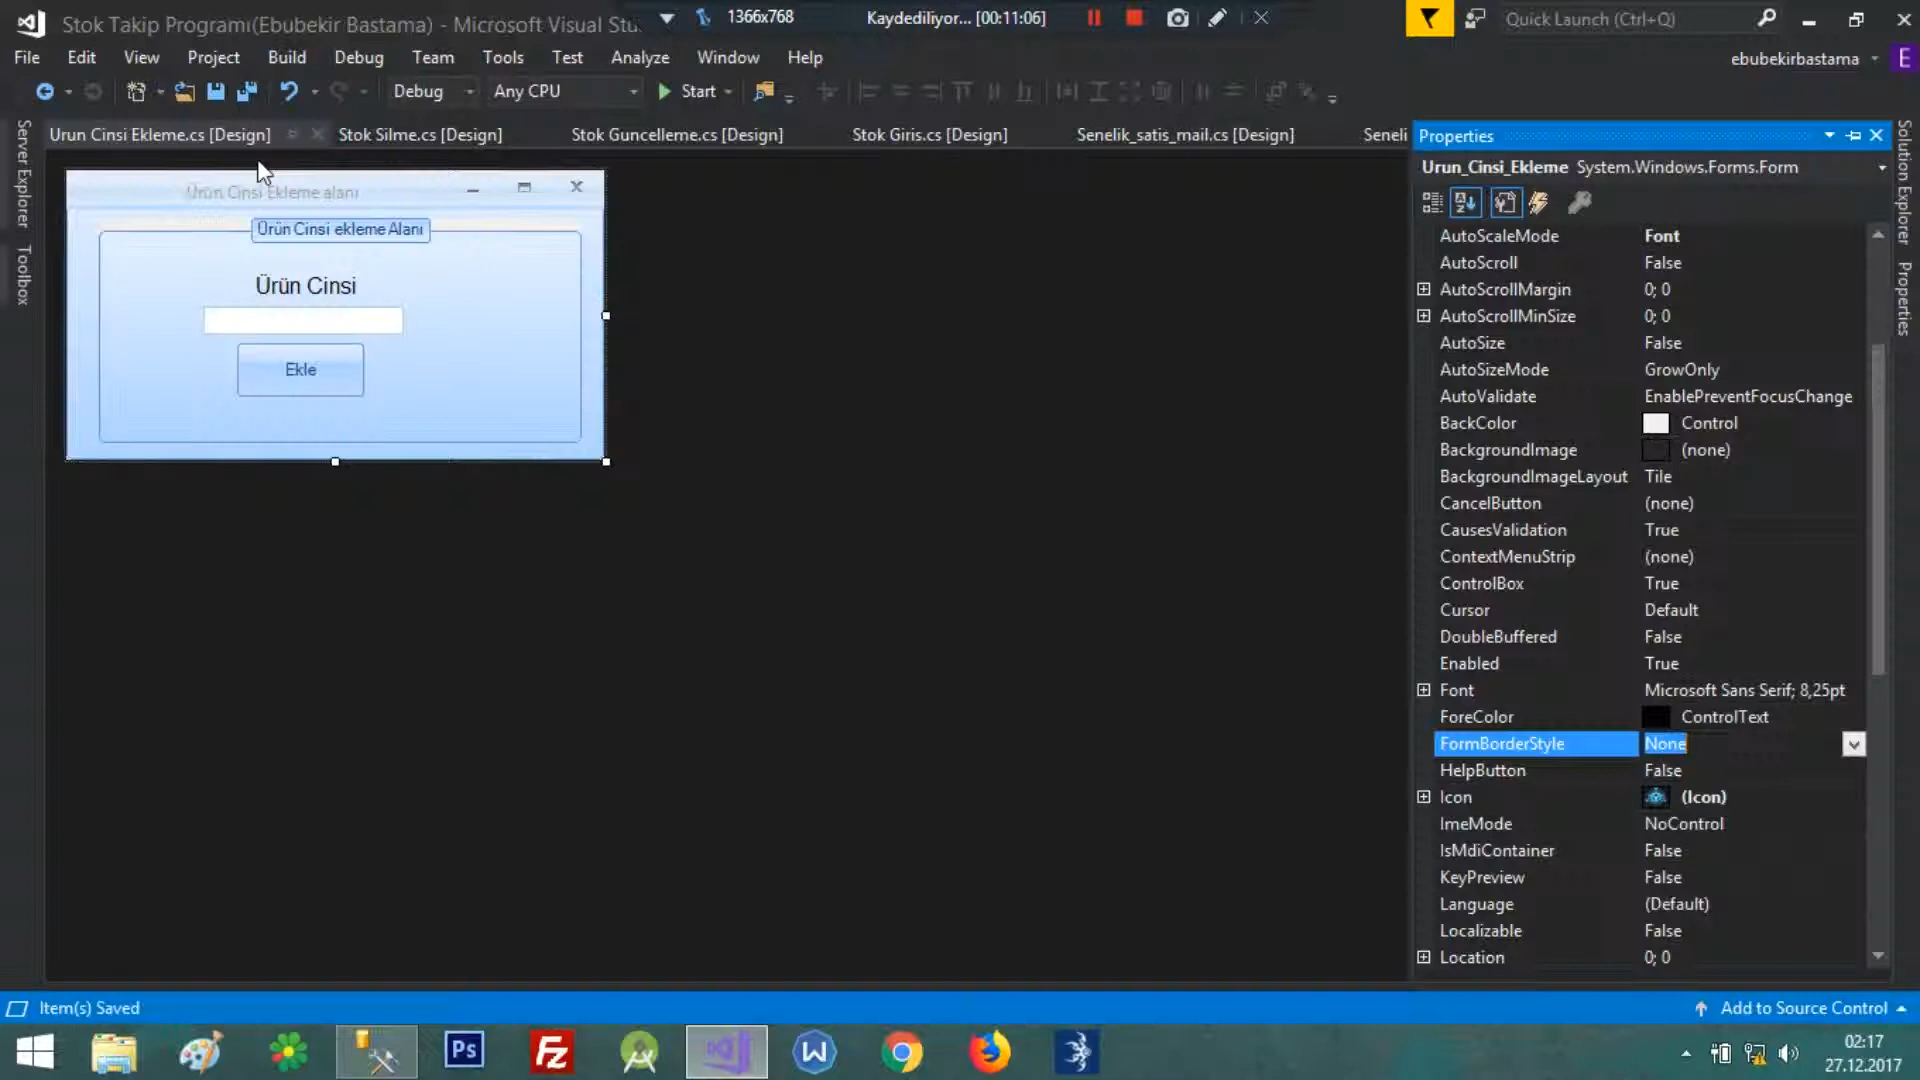 Stok Takip Programı(Ebubekir Bastama) - Microsoft Visual Stu
1366x768
Kaydediliyor... [00:11:06]
Quick Launch (Ctrl+Q)
File Edit View Project Build Debug Team Tools Test Analyze Window Help
ebubekirbastama
E
Debug
Any CPU
Start
Urun Cinsi Ekleme.cs [Design]
Stok Silme.cs [Design]
Stok Guncelleme.cs [Design]
Stok Giris.cs [Design]
Senelik_satis_mail.cs [Design]
Seneli
Server Explorer
Toolbox
Ürün Cinsi Ekleme alanı
Ürün Cinsi ekleme Alanı
Ürün Cinsi
Ekle
Properties
Urun_Cinsi_Ekleme System.Windows.Forms.Form
AutoScaleMode Font
AutoScroll False
AutoScrollMargin 0; 0
AutoScrollMinSize 0; 0
AutoSize False
AutoSizeMode GrowOnly
AutoValidate EnablePreventFocusChange
BackColor Control
BackgroundImage (none)
BackgroundImageLayout Tile
CancelButton (none)
CausesValidation True
ContextMenuStrip (none)
ControlBox True
Cursor Default
DoubleBuffered False
Enabled True
Font Microsoft Sans Serif; 8,25pt
ForeColor ControlText
FormBorderStyle None
HelpButton False
Icon (Icon)
ImeMode NoControl
IsMdiContainer False
KeyPreview False
Language (Default)
Localizable False
Location 0; 0
Solution Explorer
Properties
Item(s) Saved
Add to Source Control
Ps
Fz
W
02:17
27.12.2017